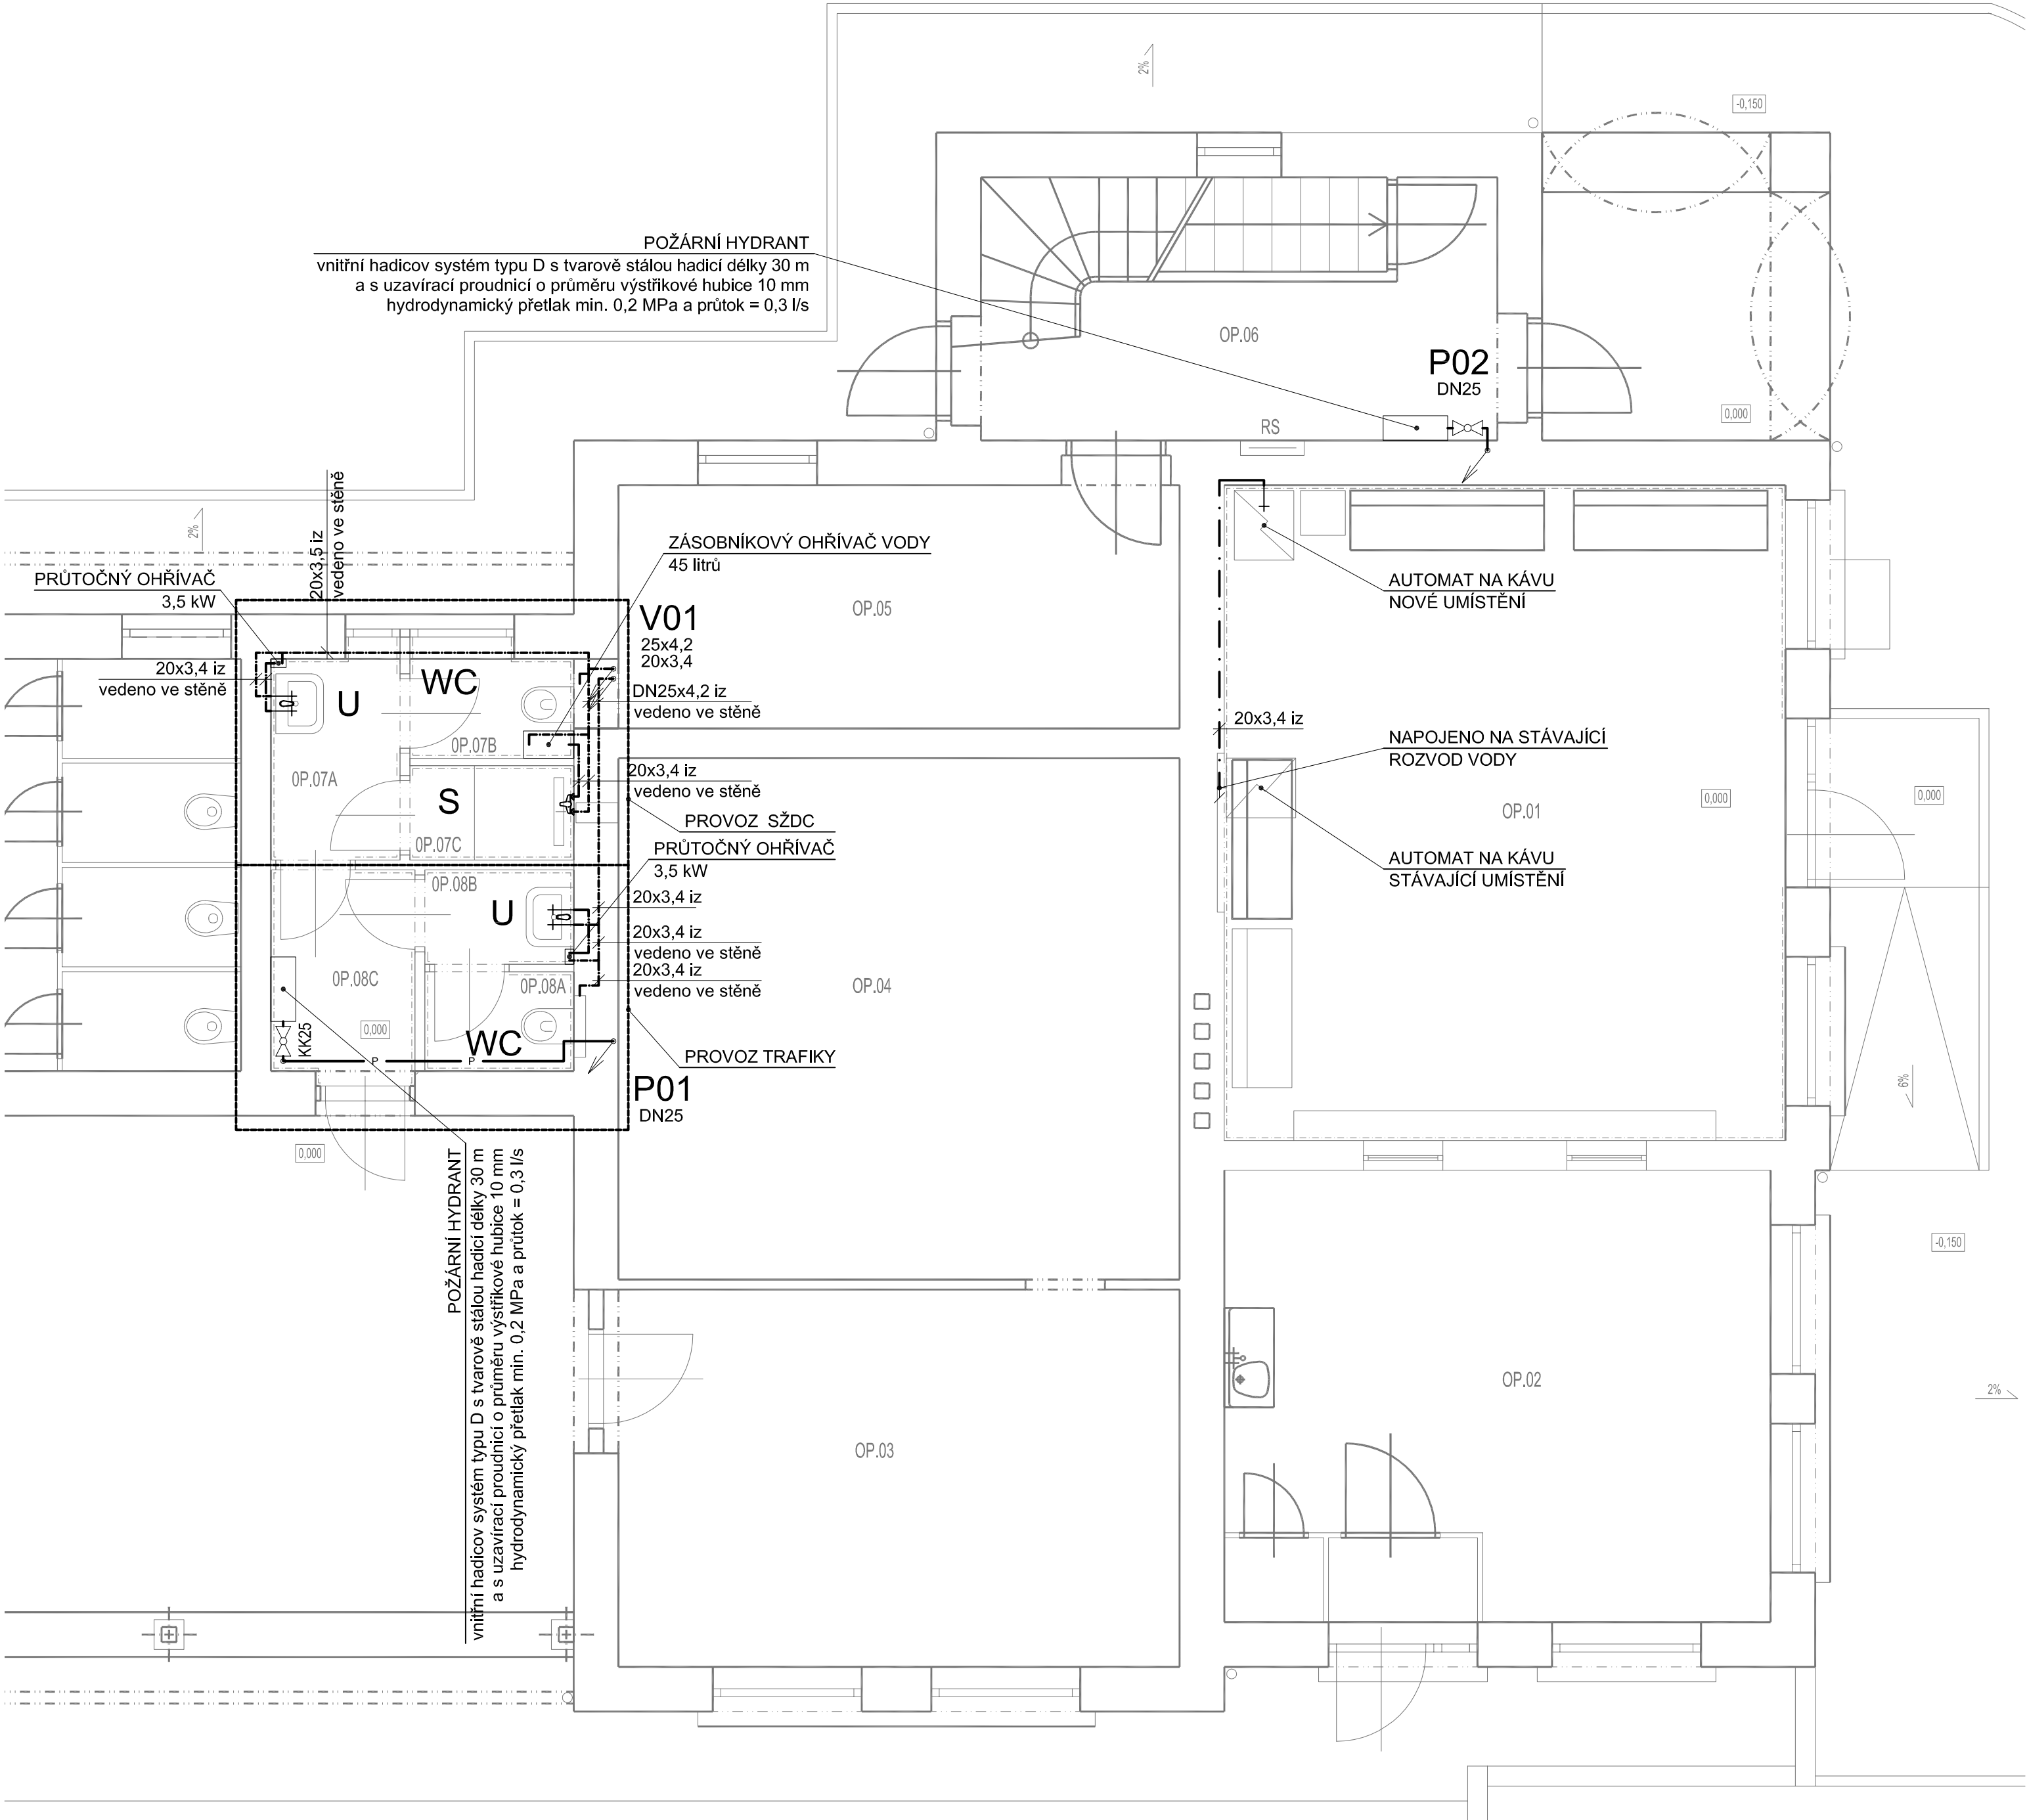 2%
-0,150
POŽÁRNÍ HYDRANT
vnitřní hadicov systém typu D s tvarově stálou hadicí délky 30 m
a s uzavírací proudnicí o průměru výstřikové hubice 10 mm
hydrodynamický přetlak min. 0,2 MPa a průtok = 0,3 l/s
OP.06
P02
DN25
0,000
RS
2%
20x3,5 iz
vedeno ve stěně
ZÁSOBNÍKOVÝ OHŘÍVAČ VODY
45 litrů
PRŮTOČNÝ OHŘÍVAČ
3,5 kW
AUTOMAT NA KÁVU
NOVÉ UMÍSTĚNÍ
OP.05
V01
25x4,2
20x3,4
20x3,4 iz
vedeno ve stěně
U
WC
DN25x4,2 iz
vedeno ve stěně
20x3,4 iz
NAPOJENO NA STÁVAJÍCÍ
ROZVOD VODY
0P.07B
0P.07A
20x3,4 iz
vedeno ve stěně
S
OP.01
0,000
0,000
PROVOZ SŽDC
0P.07C
PRŮTOČNÝ OHŘÍVAČ
3,5 kW
AUTOMAT NA KÁVU
STÁVAJÍCÍ UMÍSTĚNÍ
0P.08B
20x3,4 iz
U
20x3,4 iz
vedeno ve stěně
20x3,4 iz
vedeno ve stěně
0P.08C
0P.08A
OP.04
0,000
KK25
WC
P
P
PROVOZ TRAFIKY
6%
P01
DN25
0,000
POŽÁRNÍ HYDRANT
vnitřní hadicov systém typu D s tvarově stálou hadicí délky 30 m
a s uzavírací proudnicí o průměru výstřikové hubice 10 mm
hydrodynamický přetlak min. 0,2 MPa a průtok = 0,3 l/s
-0,150
OP.02
2%
OP.03